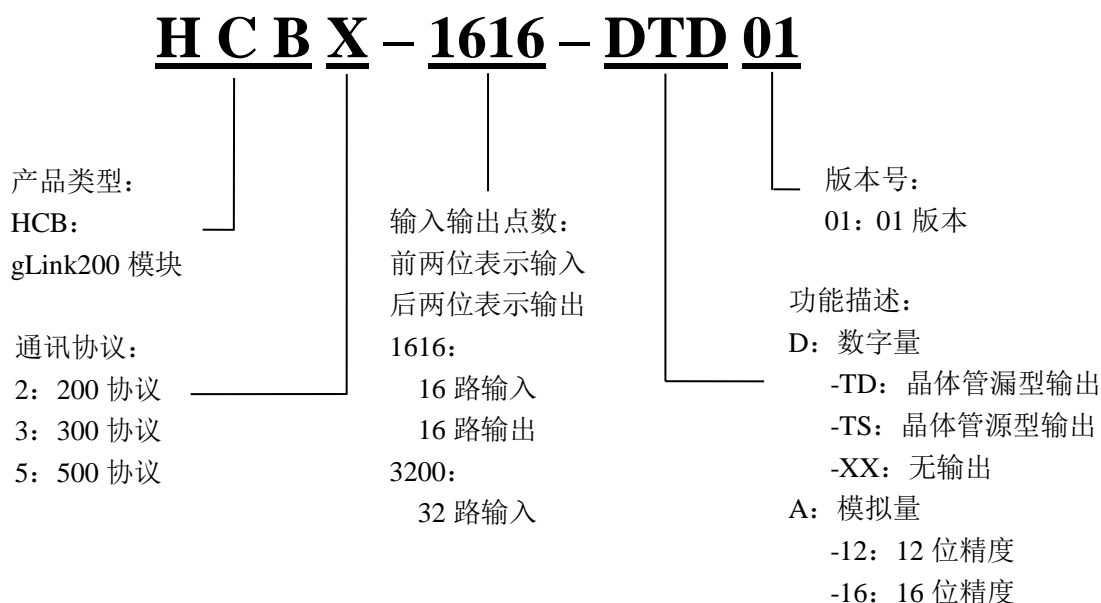 HCBX – 1616 – DTD 01
产品类型：
HCB：
gLink200 模块
通讯协议：
2：200 协议
3：300 协议
5：500 协议
输入输出点数：
前两位表示输入
后两位表示输出
1616：
16 路输入
16 路输出
3200：
32 路输入
版本号：
01：01 版本
功能描述：
D：数字量
-TD：晶体管漏型输出
-TS：晶体管源型输出
-XX：无输出
A：模拟量
-12：12 位精度
-16：16 位精度